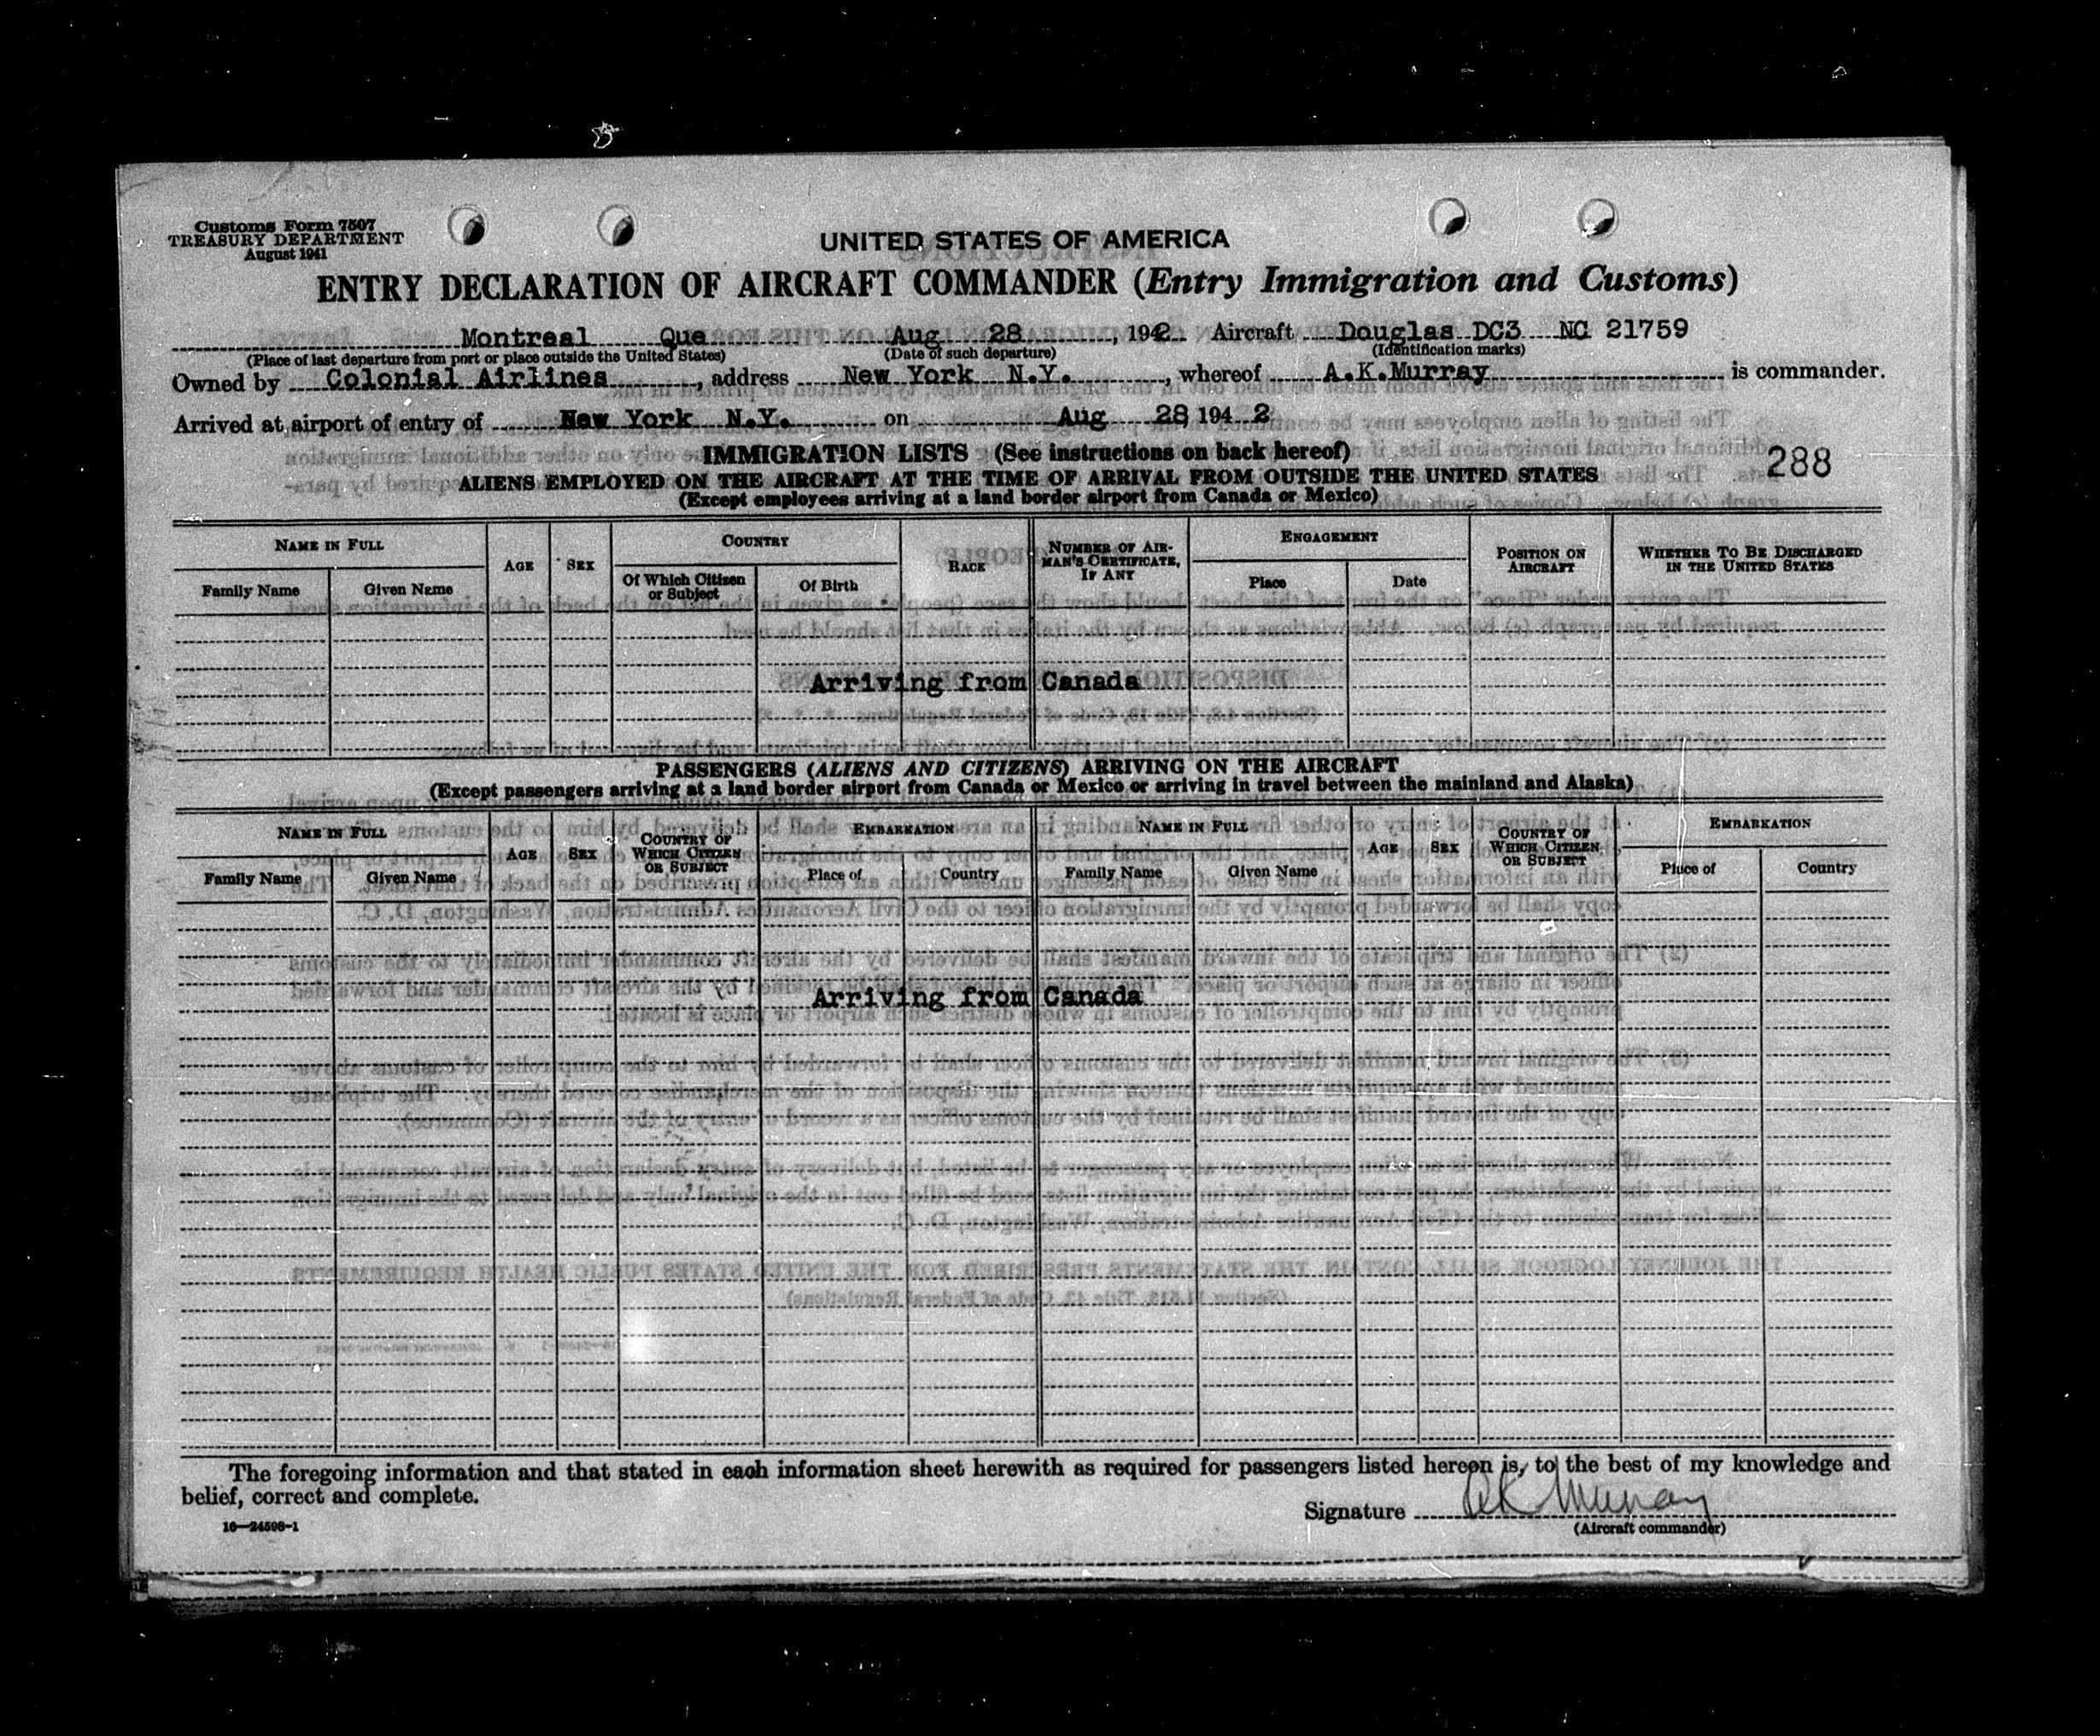 Customs Form 7507
TREASURY DEPARTMENT
August 1941
UNITED STATES OF AMERICA
ENTRY DECLARATION OF AIRCRAFT COMMANDER (Entry Immigration and Customs)
Montreal Que Aug 28, 1942 Aircraft Douglas DC3 NC 21759
(Place of last departure from port or place outside the United States) (Date of such departure) (Identification marks)
Owned by Colonial Airlines, address New York N.Y., whereof A.K.Murray is commander.
Arrived at airport of entry of New York N.Y. on Aug 28, 1942
IMMIGRATION LISTS (See instructions on back hereof)
288
ALIENS EMPLOYED ON THE AIRCRAFT AT THE TIME OF ARRIVAL FROM OUTSIDE THE UNITED STATES
(Except employees arriving at a land border airport from Canada or Mexico)
NAME IN FULL AGE SEX COUNTRY RACE NUMBER OF AIRMAN'S CERTIFICATE, IF ANY ENGAGEMENT POSITION ON AIRCRAFT WHETHER TO BE DISCHARGED IN THE UNITED STATES
Family Name Given Name Of Which Citizen or Subject Of Birth Place Date
Arriving from Canada
PASSENGERS (ALIENS AND CITIZENS) ARRIVING ON THE AIRCRAFT
(Except passengers arriving at a land border airport from Canada or Mexico or arriving in travel between the mainland and Alaska)
NAME IN FULL AGE SEX COUNTRY OF WHICH CITIZEN OR SUBJECT EMBARKATION NAME IN FULL AGE SEX COUNTRY OF WHICH CITIZEN OR SUBJECT EMBARKATION
Family Name Given Name Place of Country Family Name Given Name Place of Country
Arriving from Canada
The foregoing information and that stated in each information sheet herewith as required for passengers listed hereon is, to the best of my knowledge and
belief, correct and complete.
Signature AK Murray
(Aircraft commander)
16—24598-1